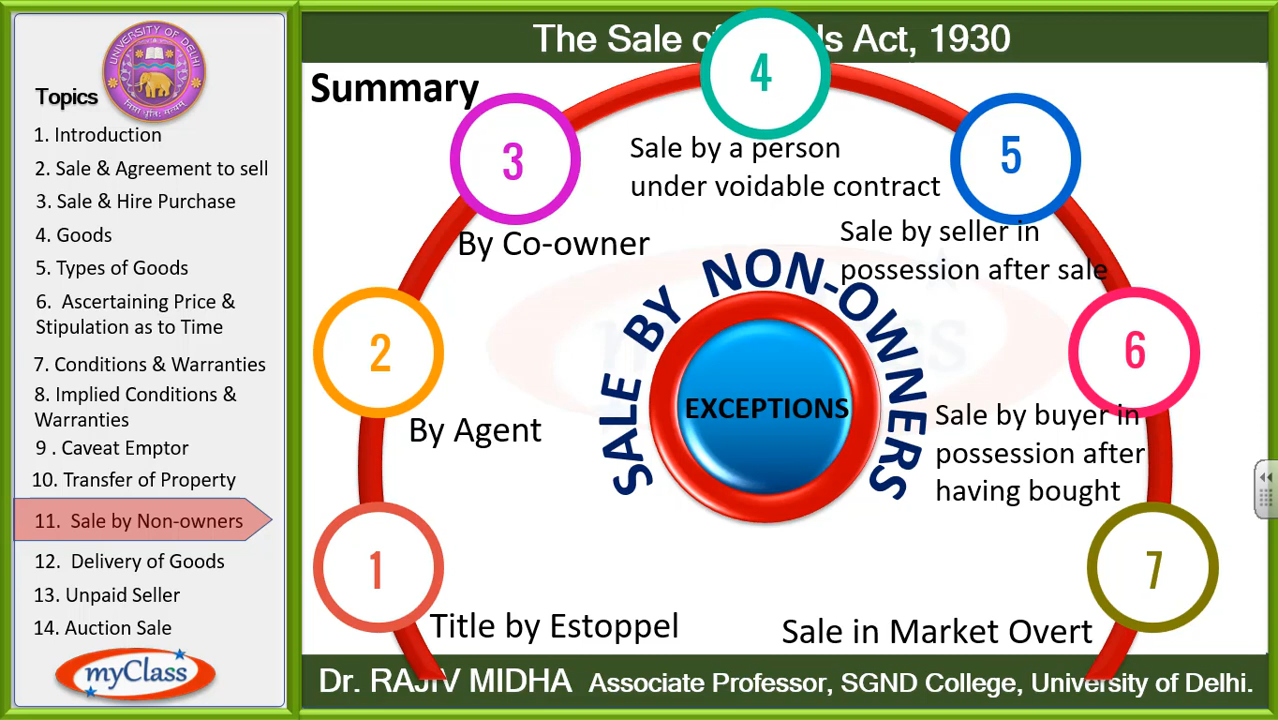 UNIVERSITY OF DELHI
Topics
1. Introduction
2. Sale & Agreement to sell
3. Sale & Hire Purchase
4. Goods
5. Types of Goods
6. Ascertaining Price &
Stipulation as to Time
7. Conditions & Warranties
8. Implied Conditions &
Warranties
9 . Caveat Emptor
10. Transfer of Property
11. Sale by Non-owners
12. Delivery of Goods
13. Unpaid Seller
14. Auction Sale
myClass
The Sale of Act, 1930
Summary
1
Title by Estoppel
2
By Agent
3
By Co-owner
4
Sale by a person
under voidable contract
5
Sale by seller in
possession after sale
6
Sale by buyer in
possession after
having bought
7
Sale in Market Overt
SALE BY NON-OWNERS
EXCEPTIONS
myClass
Dr. RAJIV MIDHA Associate Professor, SGND College, University of Delhi.